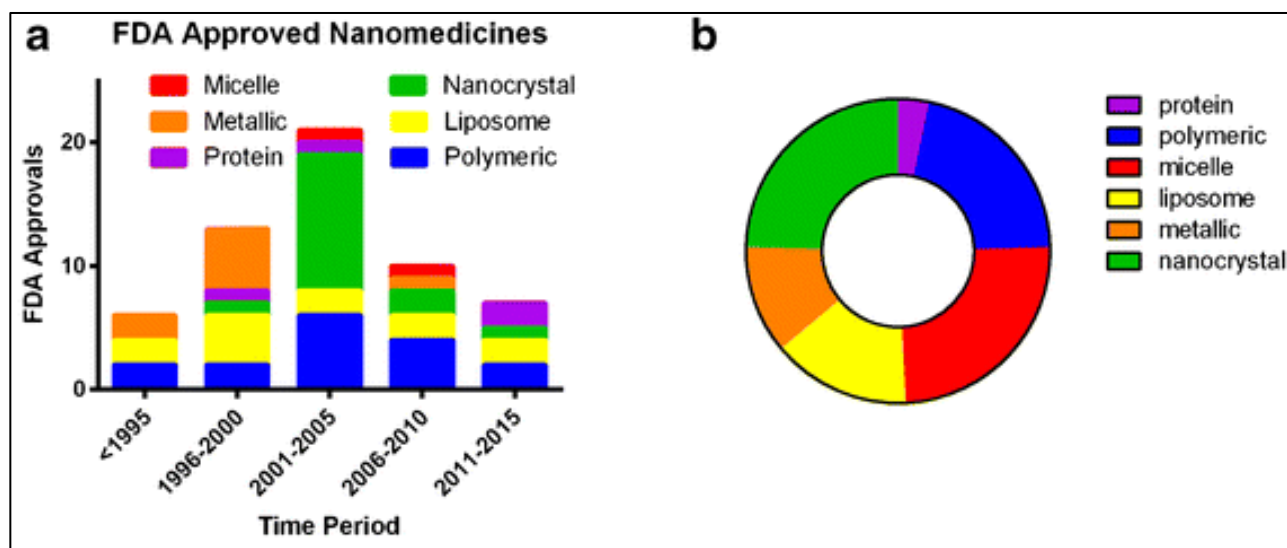 a FDA Approved Nanomedicines
Micelle Nanocrystal
Metallic Liposome
Protein Polymeric
FDA Approvals
20
10
0
<1995 1996-2000 2001-2005 2006-2010 2011-2015
Time Period
b
protein
polymeric
micelle
liposome
metallic
nanocrystal